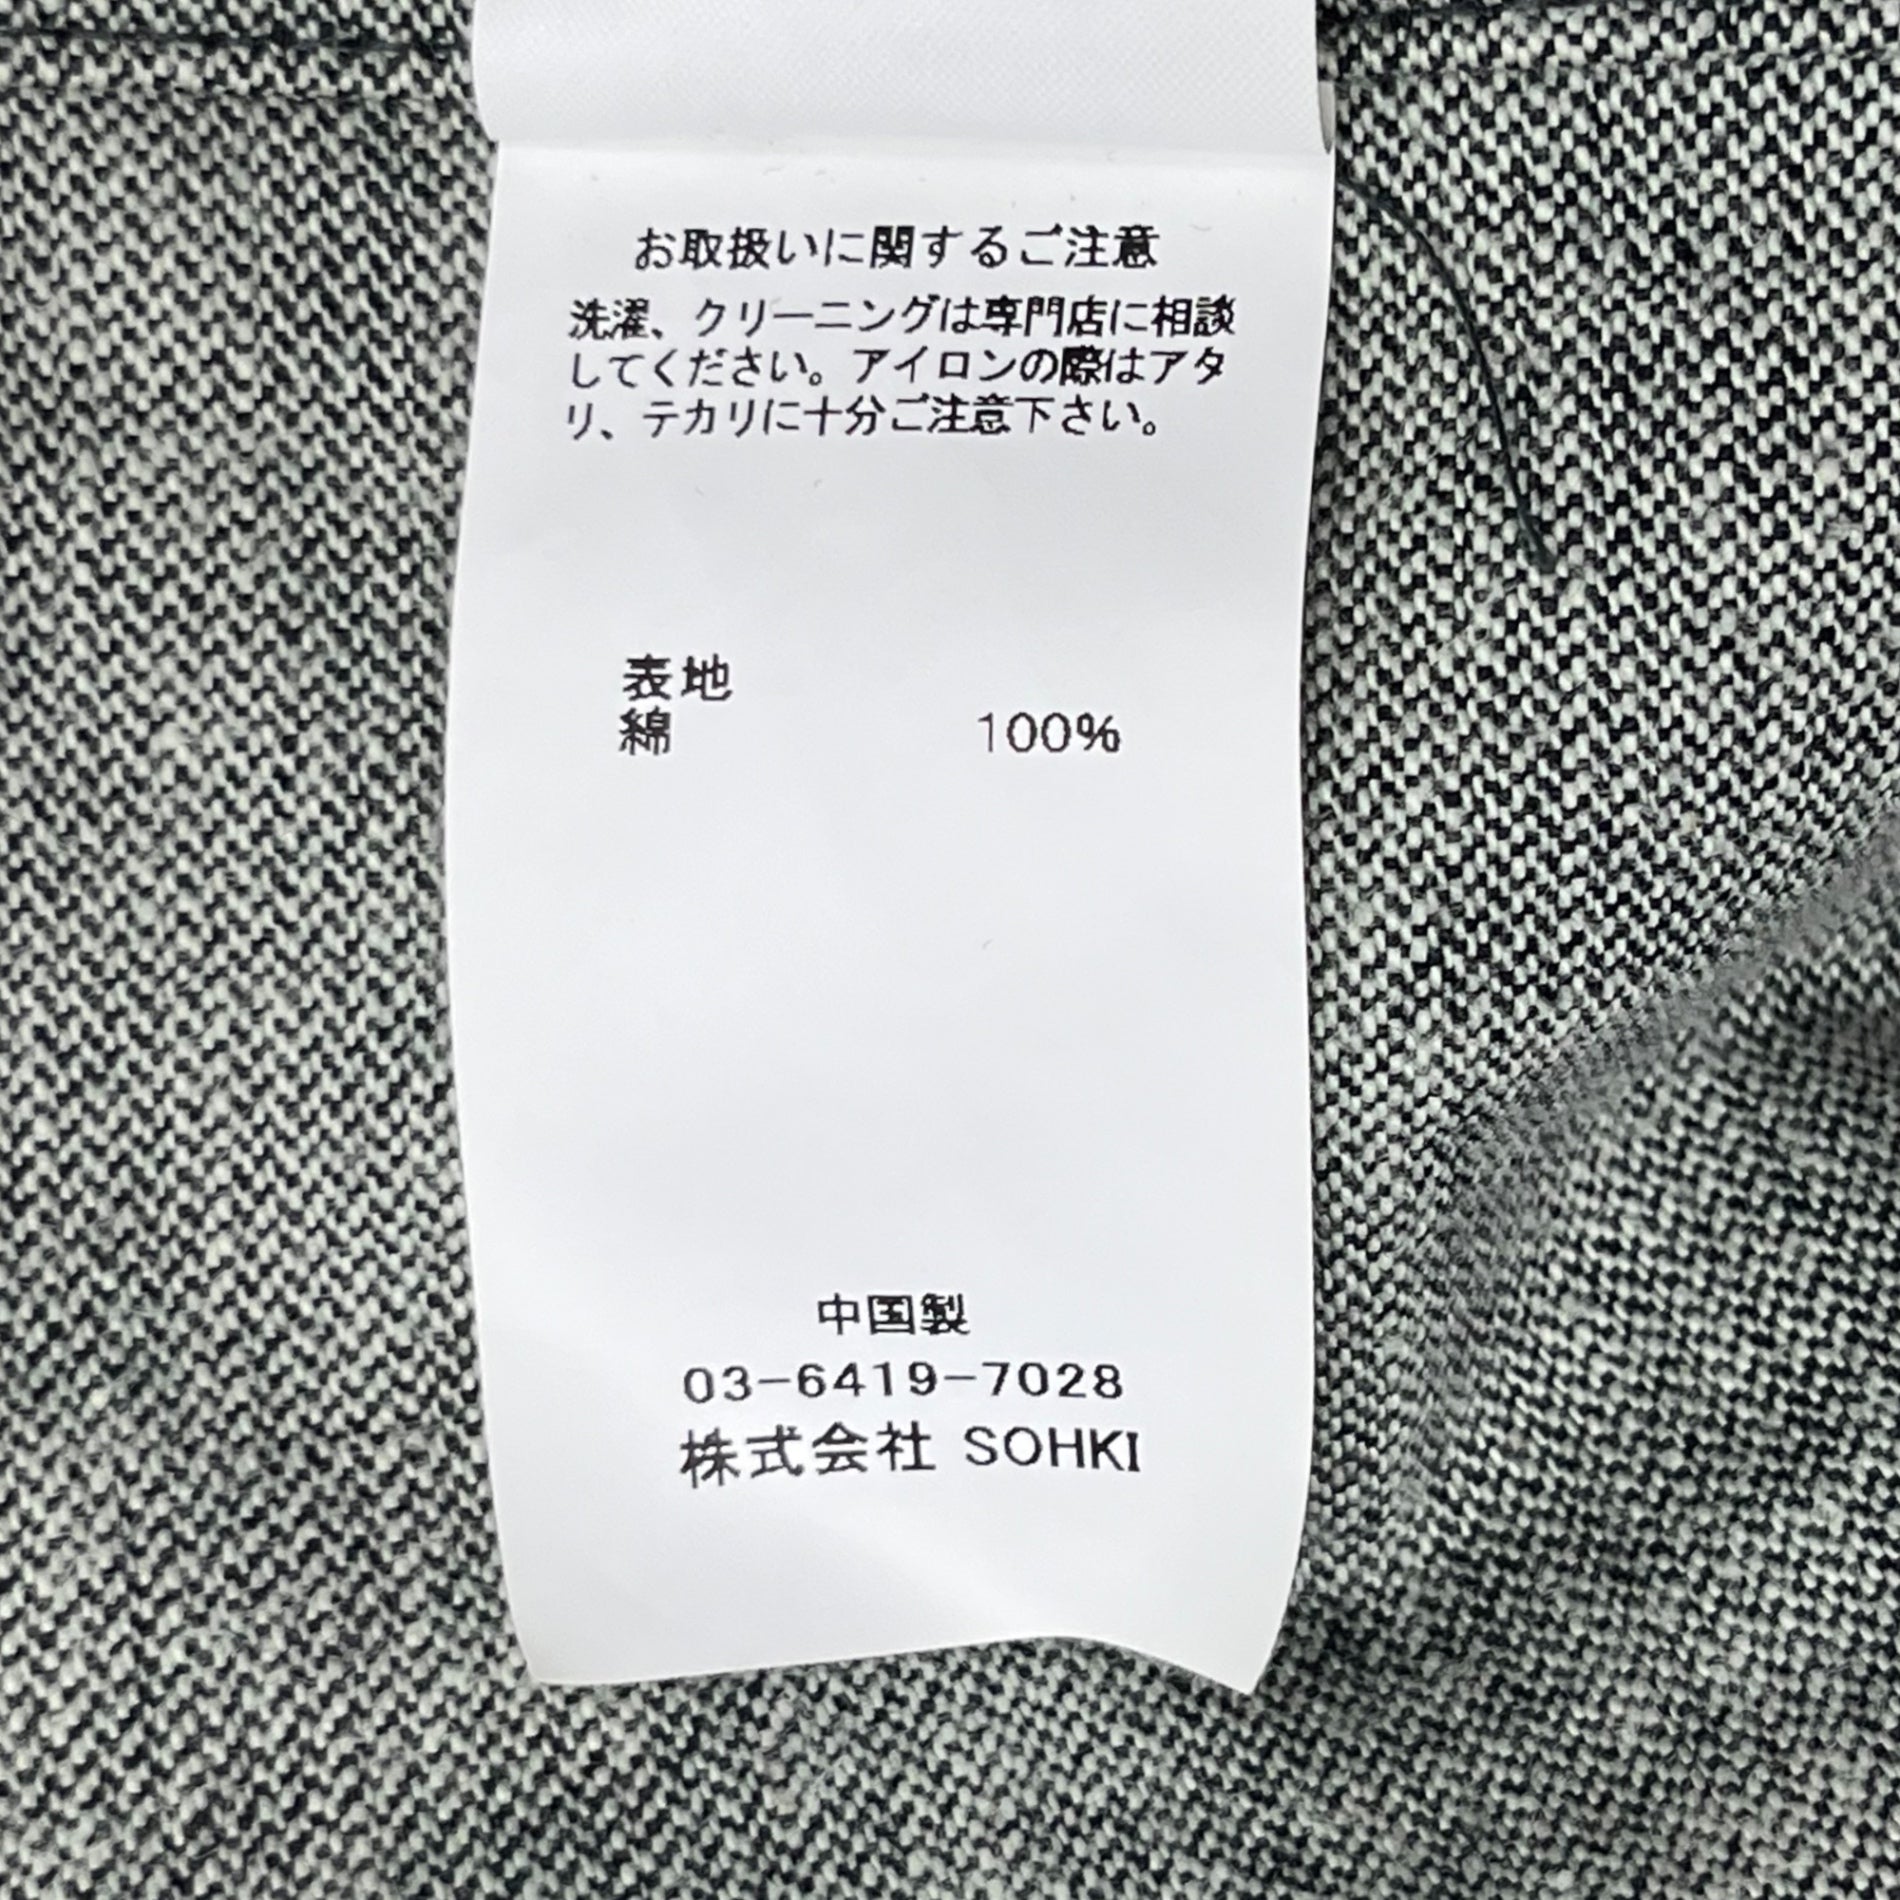 お取扱いに関するご注意
洗濯、クリーニングは専門店に相談
してください。アイロンの際はアタ
リ、テカリに十分ご注意下さい。
表地
綿 100%
中国製
03-6419-7028
株式会社 SOHKI